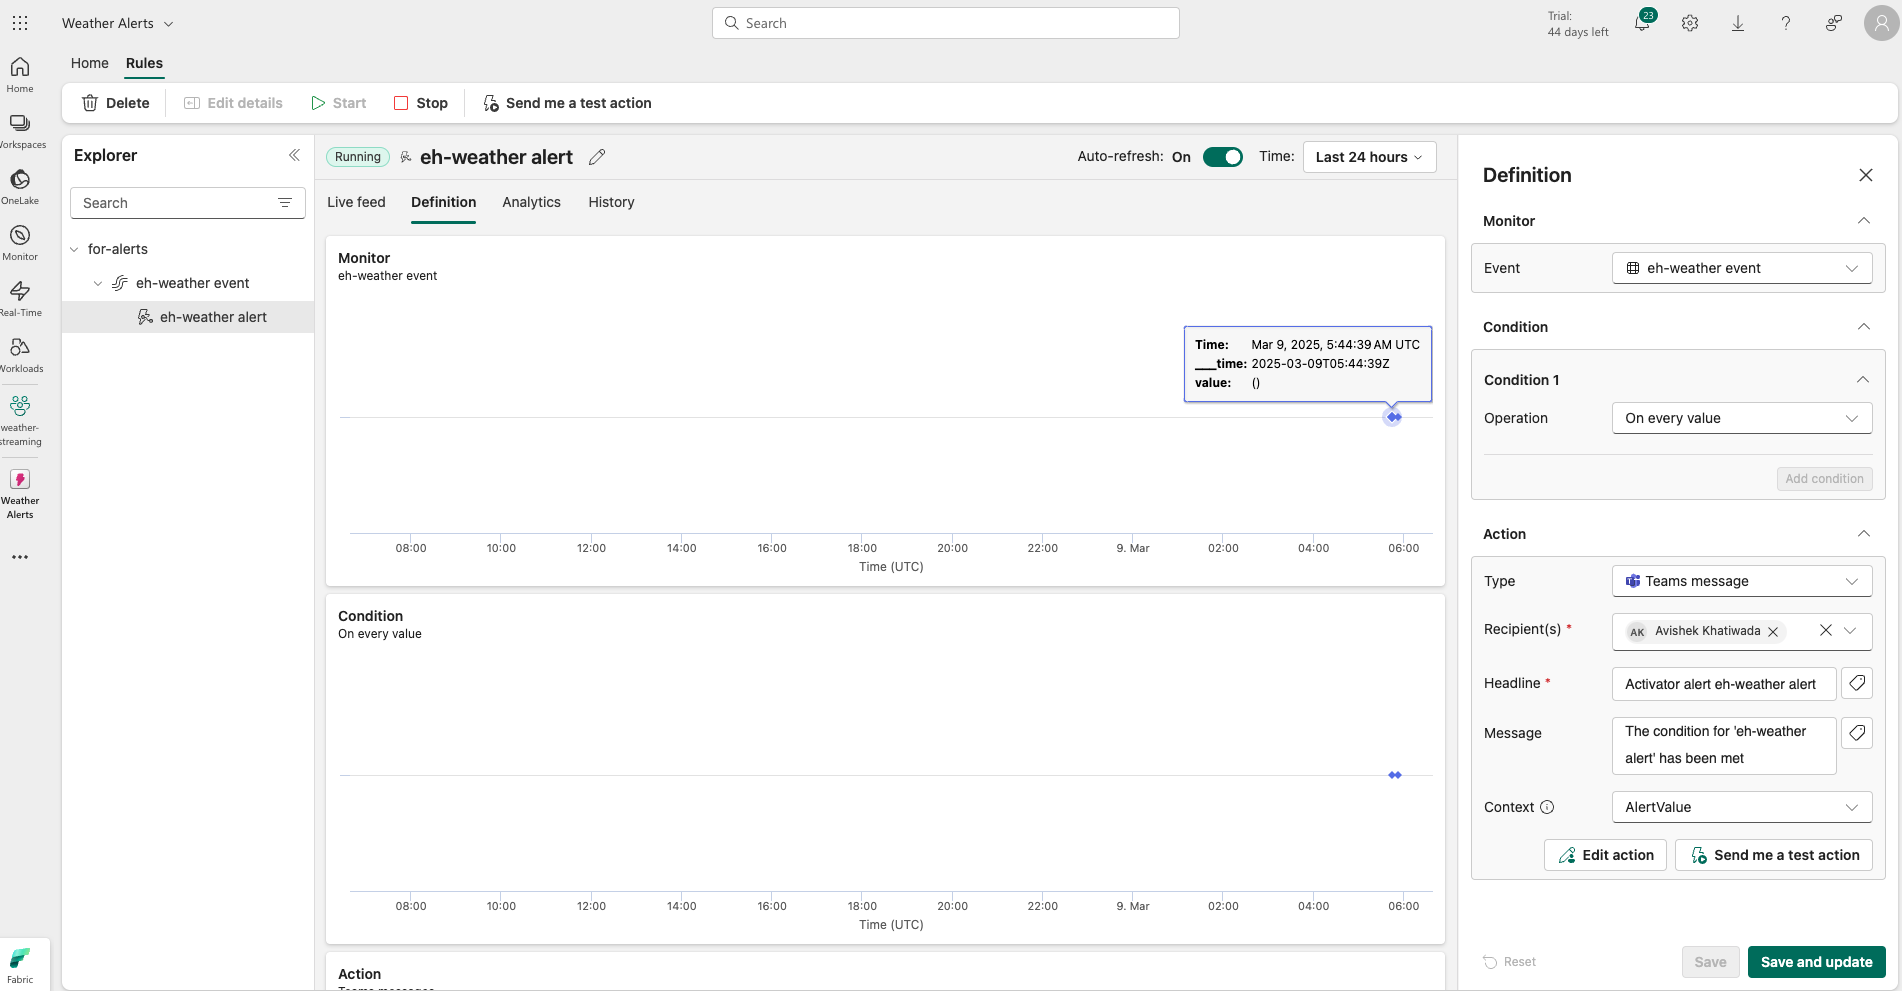 Weather Alerts
Search
Trial:
44 days left
23
Home
Rules
Delete
Edit details
Start
Stop
Send me a test action
Home
orkspaces
OneLake
Monitor
Real-Time
Workloads
weather-
streaming
Weather
Alerts
Fabric
Explorer
Search
for-alerts
eh-weather event
eh-weather alert
Running
eh-weather alert
Auto-refresh: On
Time:
Last 24 hours
Live feed
Definition
Analytics
History
Monitor
eh-weather event
Time: Mar 9, 2025, 5:44:39 AM UTC
___time: 2025-03-09T05:44:39Z
value: ()
08:00 10:00 12:00 14:00 16:00 18:00 20:00 22:00 9. Mar 02:00 04:00 06:00
Time (UTC)
Condition
On every value
08:00 10:00 12:00 14:00 16:00 18:00 20:00 22:00 9. Mar 02:00 04:00 06:00
Time (UTC)
Action
Teams messages
Definition
Monitor
Event
eh-weather event
Condition
Condition 1
Operation
On every value
Add condition
Action
Type
Teams message
Recipient(s) *
AK Avishek Khatiwada
Headline *
Activator alert eh-weather alert
Message
The condition for 'eh-weather
alert' has been met
Context
AlertValue
Edit action
Send me a test action
Reset
Save
Save and update